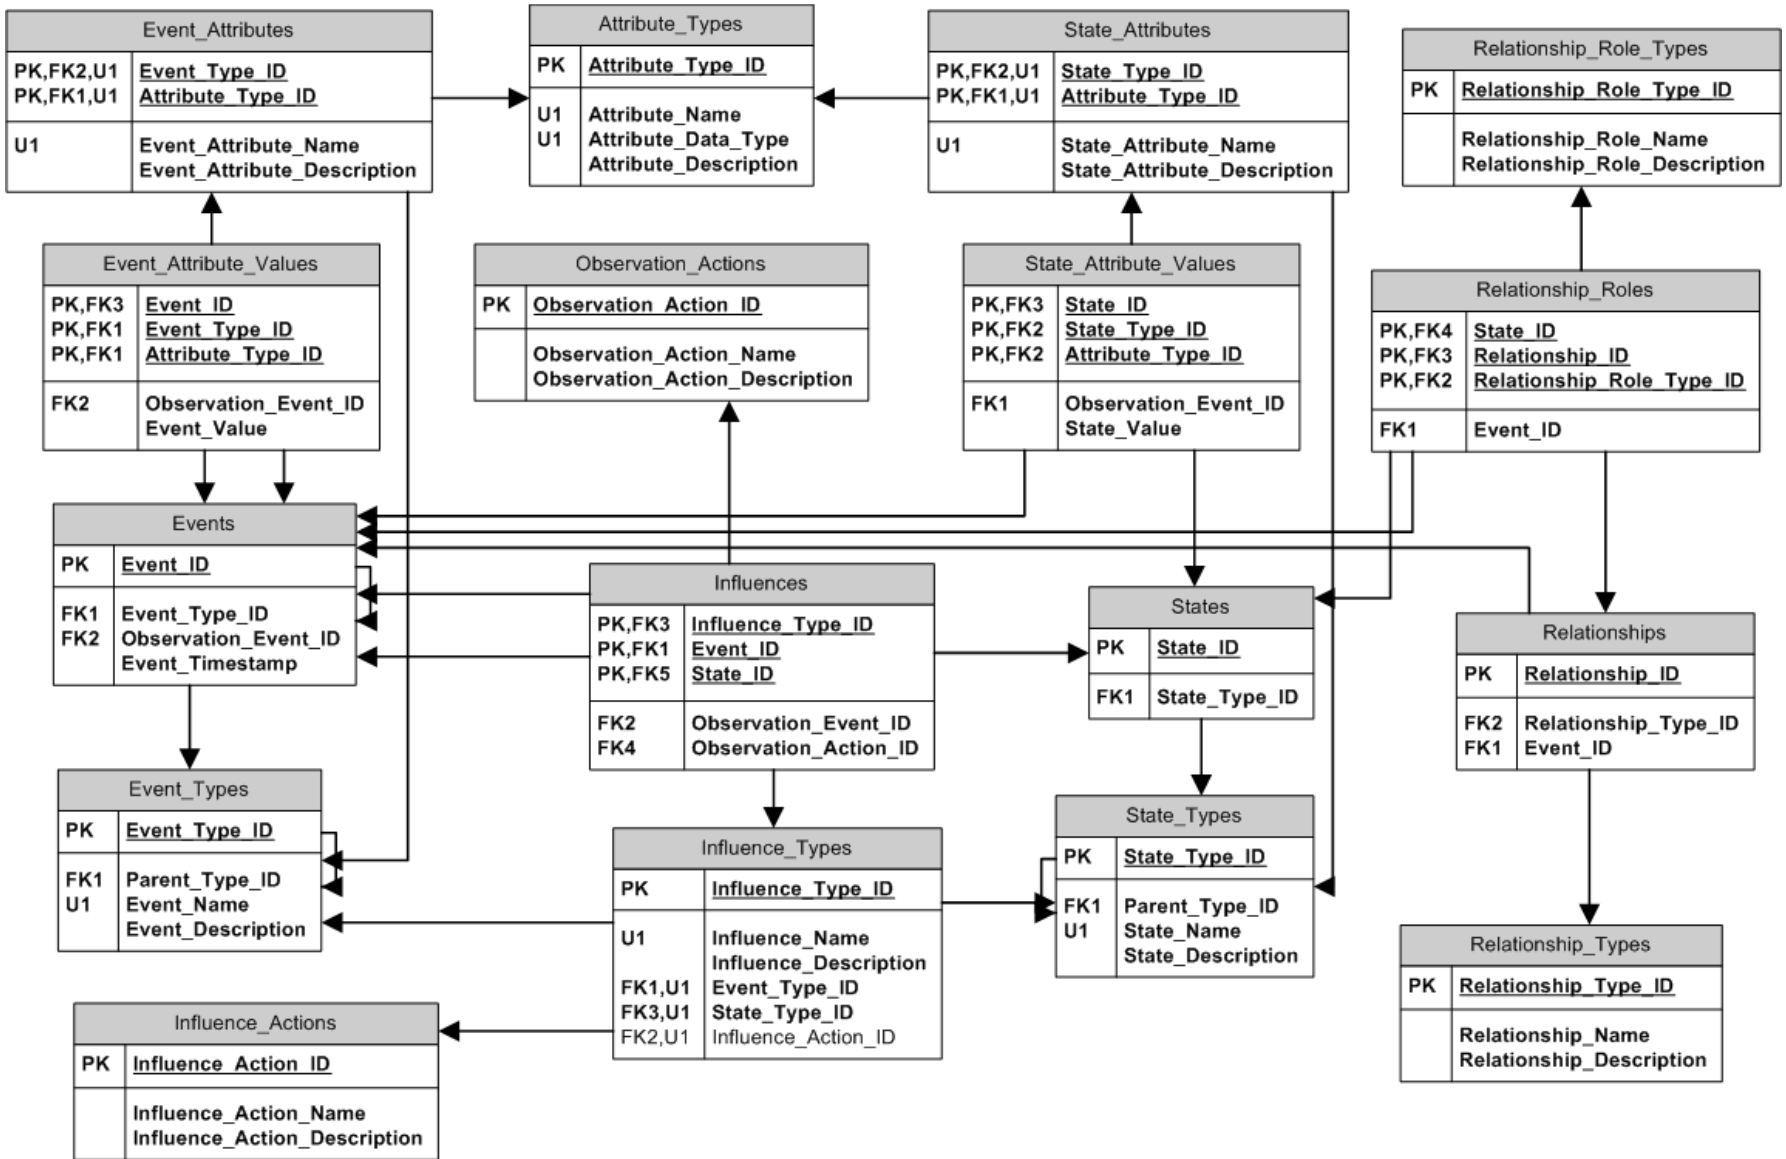 Event_Attributes
PK,FK2,U1 Event_Type_ID
PK,FK1,U1 Attribute_Type_ID
U1 Event_Attribute_Name
Event_Attribute_Description
Attribute_Types
PK Attribute_Type_ID
U1 Attribute_Name
U1 Attribute_Data_Type
Attribute_Description
State_Attributes
PK,FK2,U1 State_Type_ID
PK,FK1,U1 Attribute_Type_ID
U1 State_Attribute_Name
State_Attribute_Description
Relationship_Role_Types
PK Relationship_Role_Type_ID
Relationship_Role_Name
Relationship_Role_Description
Event_Attribute_Values
PK,FK3 Event_ID
PK,FK1 Event_Type_ID
PK,FK1 Attribute_Type_ID
FK2 Observation_Event_ID
Event_Value
Observation_Actions
PK Observation_Action_ID
Observation_Action_Name
Observation_Action_Description
State_Attribute_Values
PK,FK3 State_ID
PK,FK2 State_Type_ID
PK,FK2 Attribute_Type_ID
FK1 Observation_Event_ID
State_Value
Relationship_Roles
PK,FK4 State_ID
PK,FK3 Relationship_ID
PK,FK2 Relationship_Role_Type_ID
FK1 Event_ID
Events
PK Event_ID
FK1 Event_Type_ID
FK2 Observation_Event_ID
Event_Timestamp
Influences
PK,FK3 Influence_Type_ID
PK,FK1 Event_ID
PK,FK5 State_ID
FK2 Observation_Event_ID
FK4 Observation_Action_ID
States
PK State_ID
FK1 State_Type_ID
Relationships
PK Relationship_ID
FK2 Relationship_Type_ID
FK1 Event_ID
Event_Types
PK Event_Type_ID
FK1 Parent_Type_ID
U1 Event_Name
Event_Description
Influence_Types
PK Influence_Type_ID
U1 Influence_Name
Influence_Description
FK1,U1 Event_Type_ID
FK3,U1 State_Type_ID
FK2,U1 Influence_Action_ID
State_Types
PK State_Type_ID
FK1 Parent_Type_ID
U1 State_Name
State_Description
Relationship_Types
PK Relationship_Type_ID
Relationship_Name
Relationship_Description
Influence_Actions
PK Influence_Action_ID
Influence_Action_Name
Influence_Action_Description